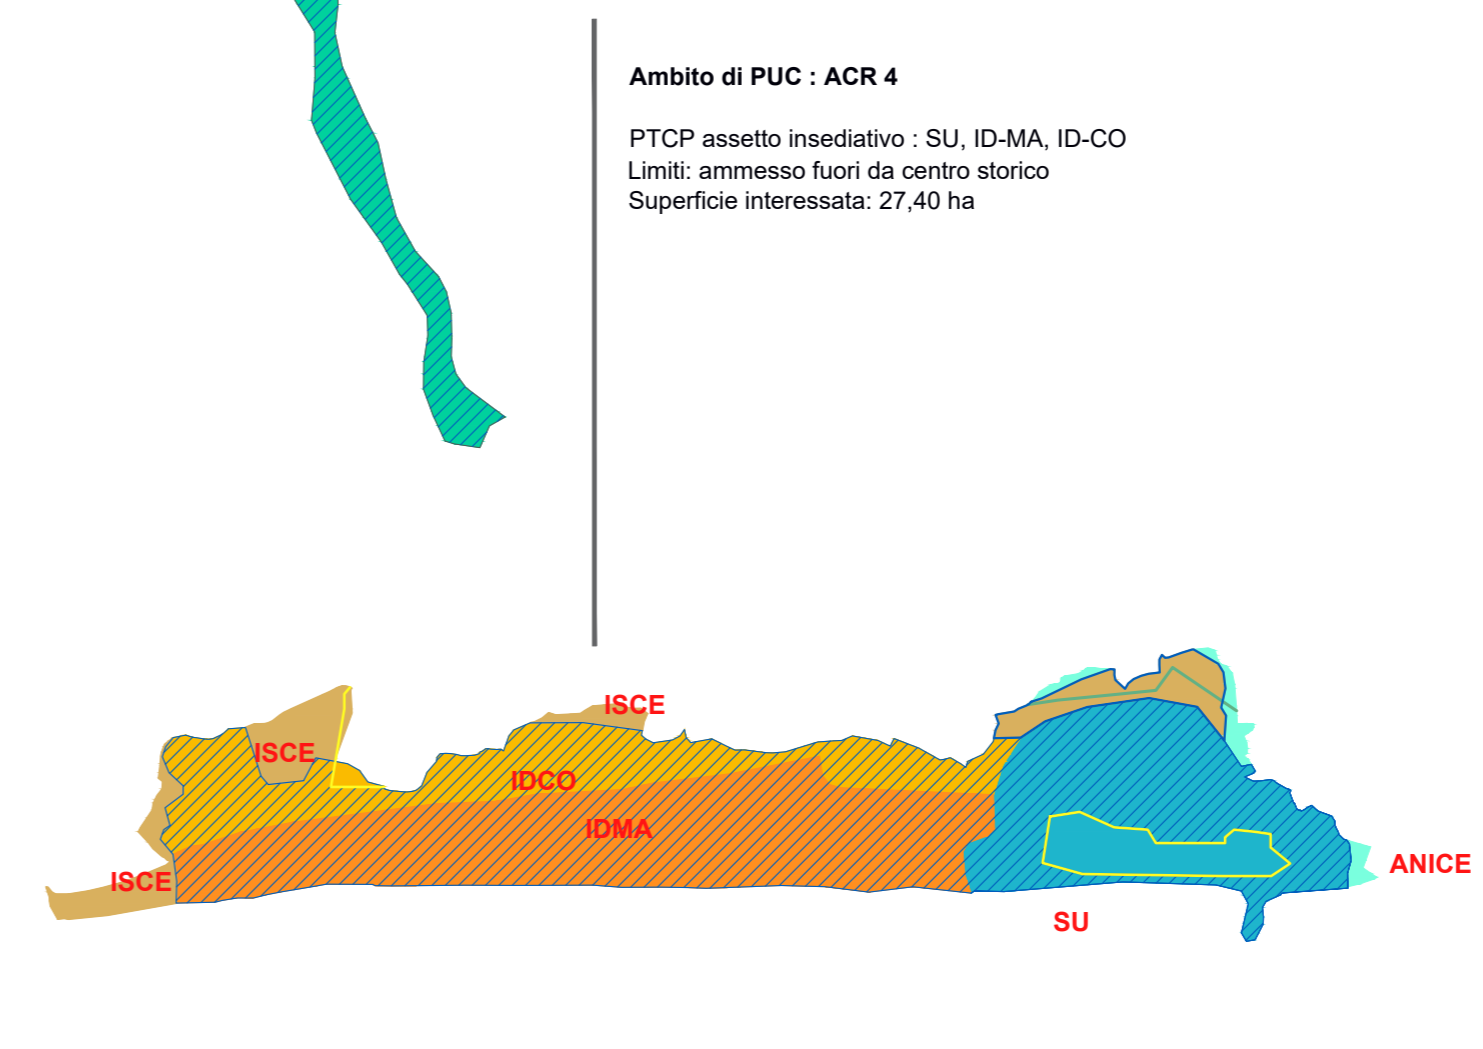 Ambito di PUC : ACR 4
PTCP assetto insediativo : SU, ID-MA, ID-CO
Limiti: ammesso fuori da centro storico
Superficie interessata: 27,40 ha
ISCE
ISCE
IDCO
IDMA
ISCE
ANICE
SU